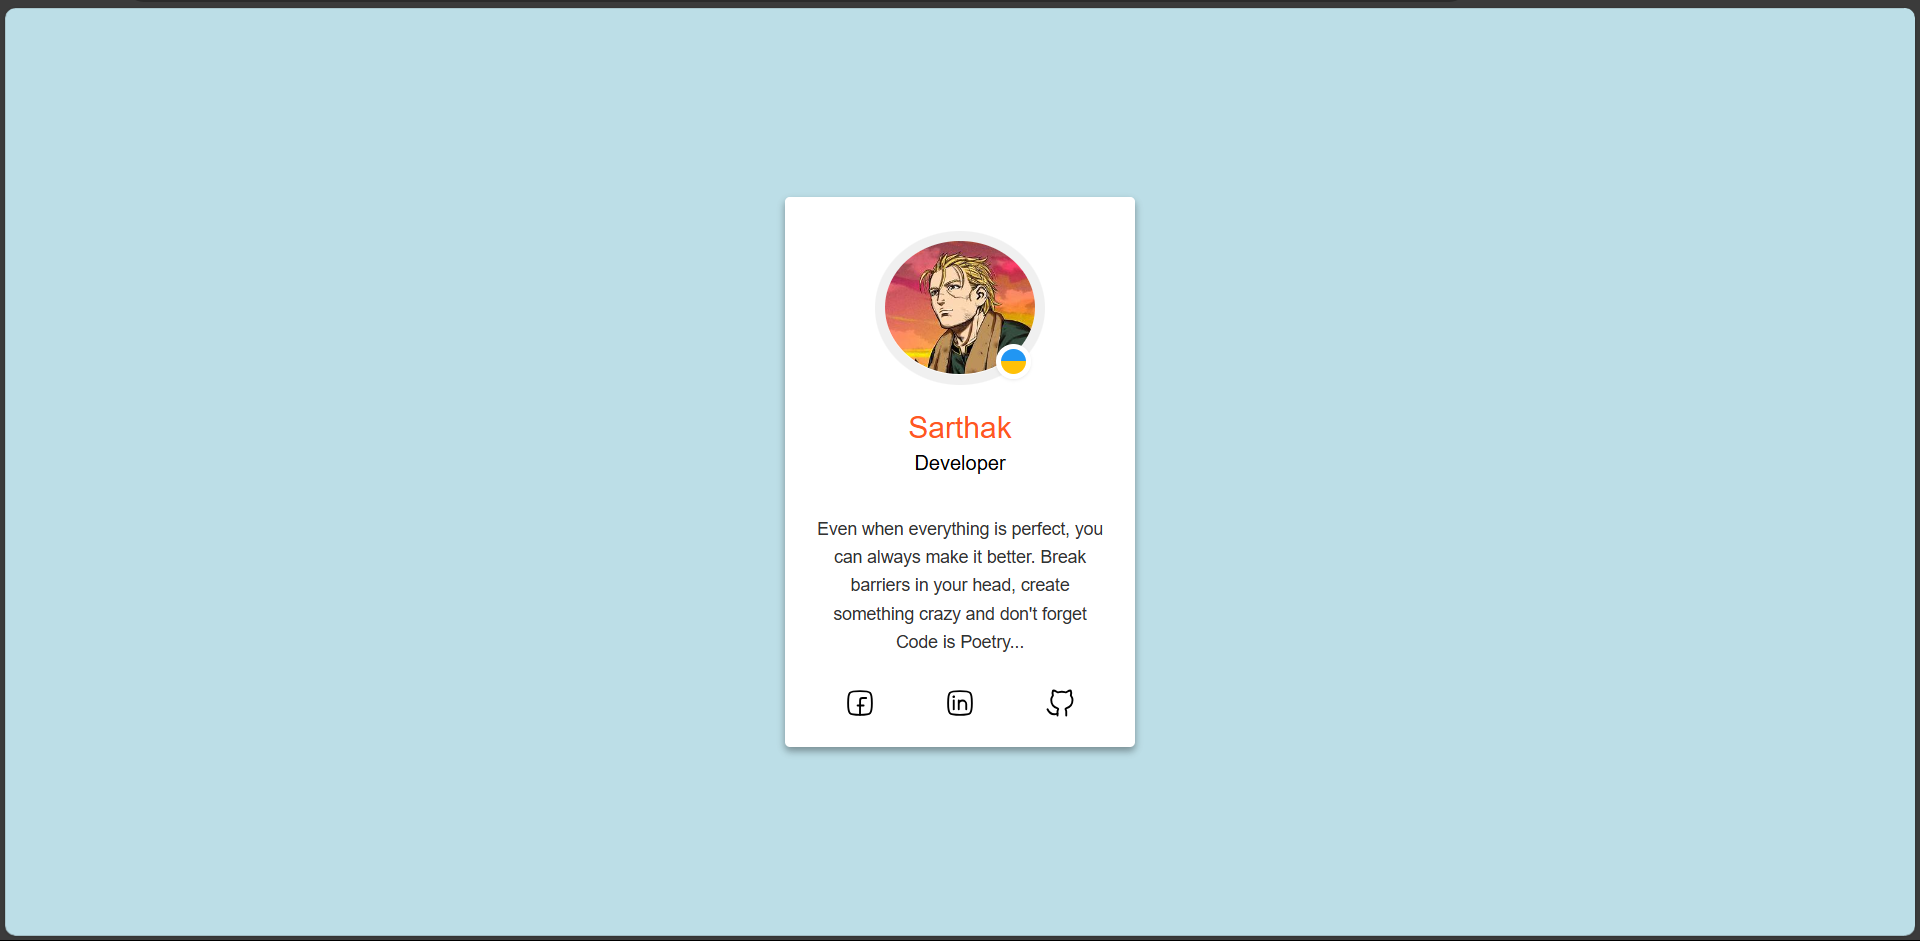 Sarthak
Developer
Even when everything is perfect, you
can always make it better. Break
barriers in your head, create
something crazy and don't forget
Code is Poetry...